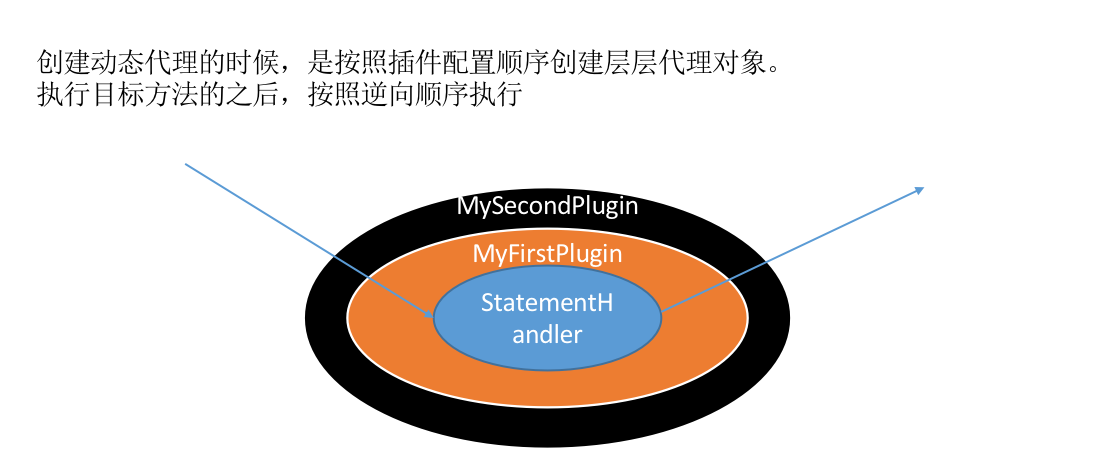 创建动态代理的时候，是按照插件配置顺序创建层层代理对象。
执行目标方法的之后，按照逆向顺序执行
MySecondPlugin
MyFirstPlugin
StatementH
andler